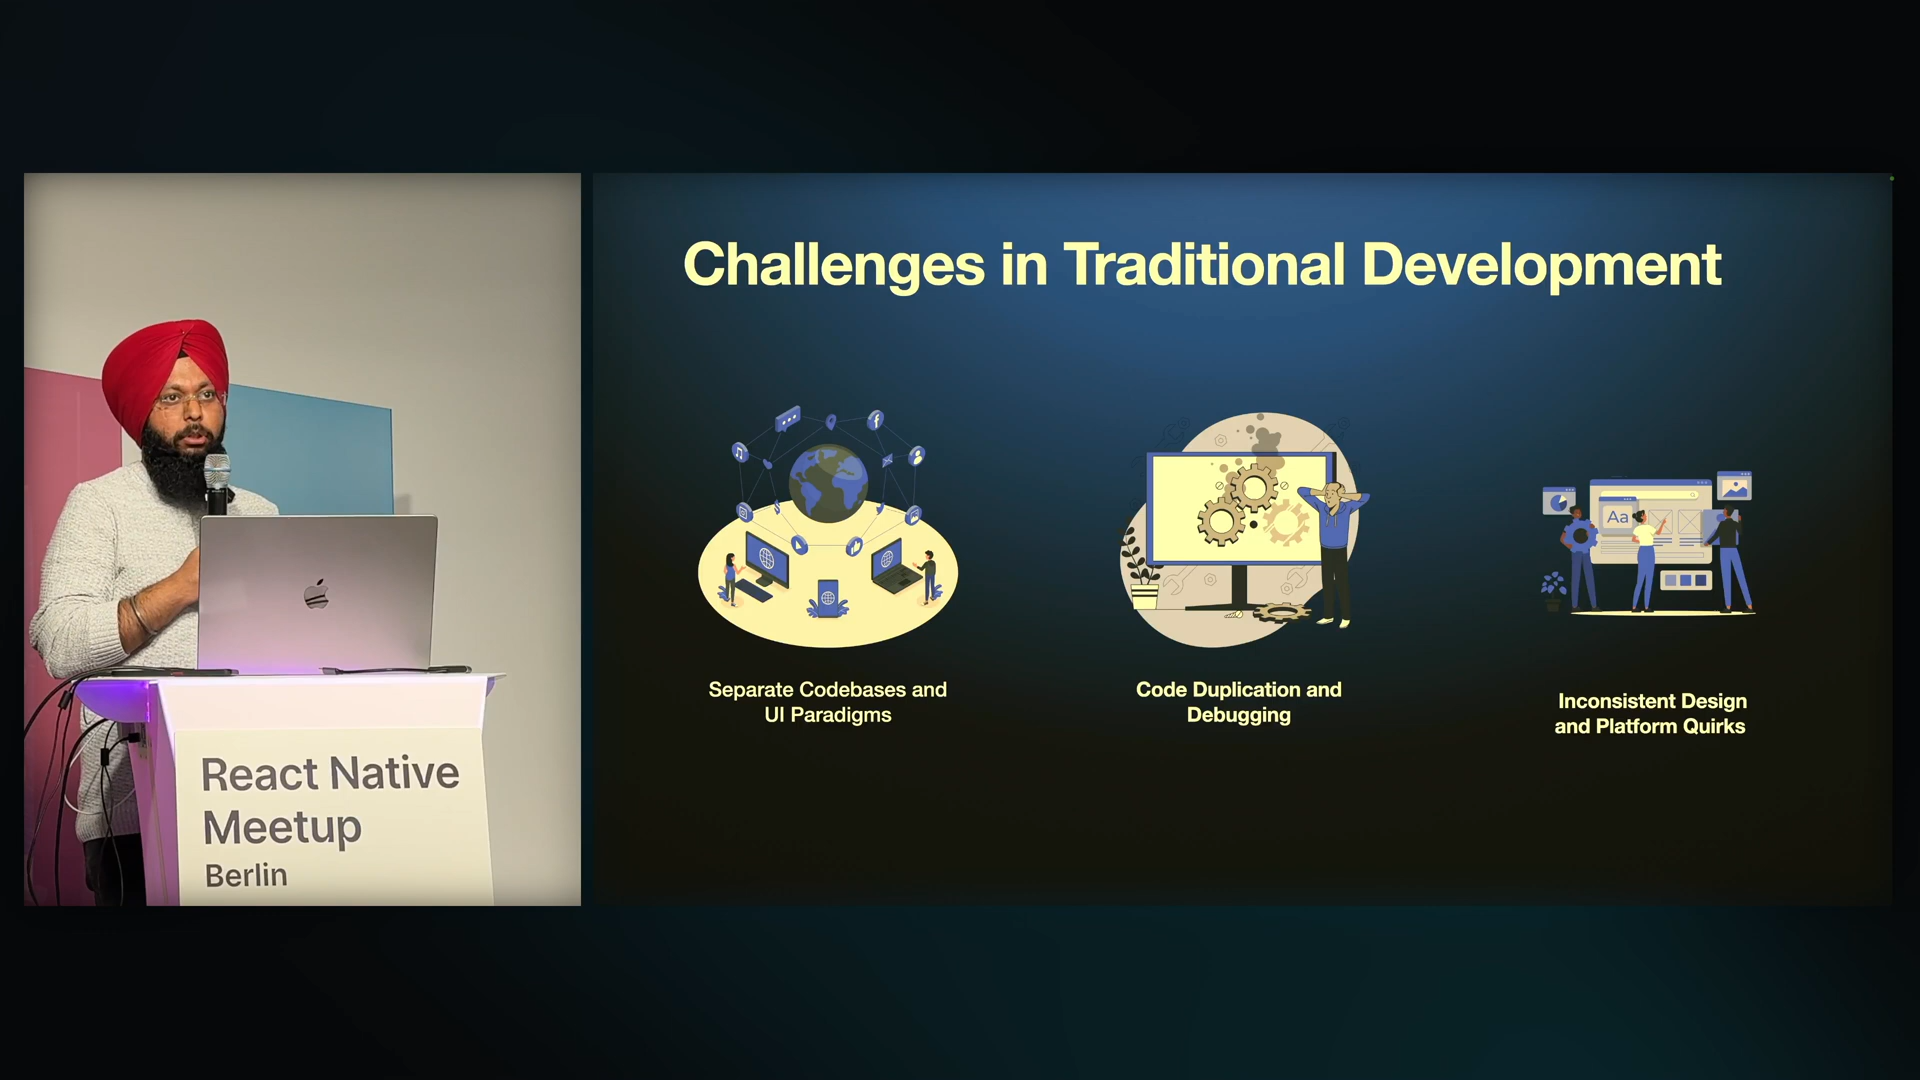 Challenges in Traditional Development
Aa
Separate Codebases and
UI Paradigms
Code Duplication and
Debugging
Inconsistent Design
and Platform Quirks
React Native
Meetup
Berlin